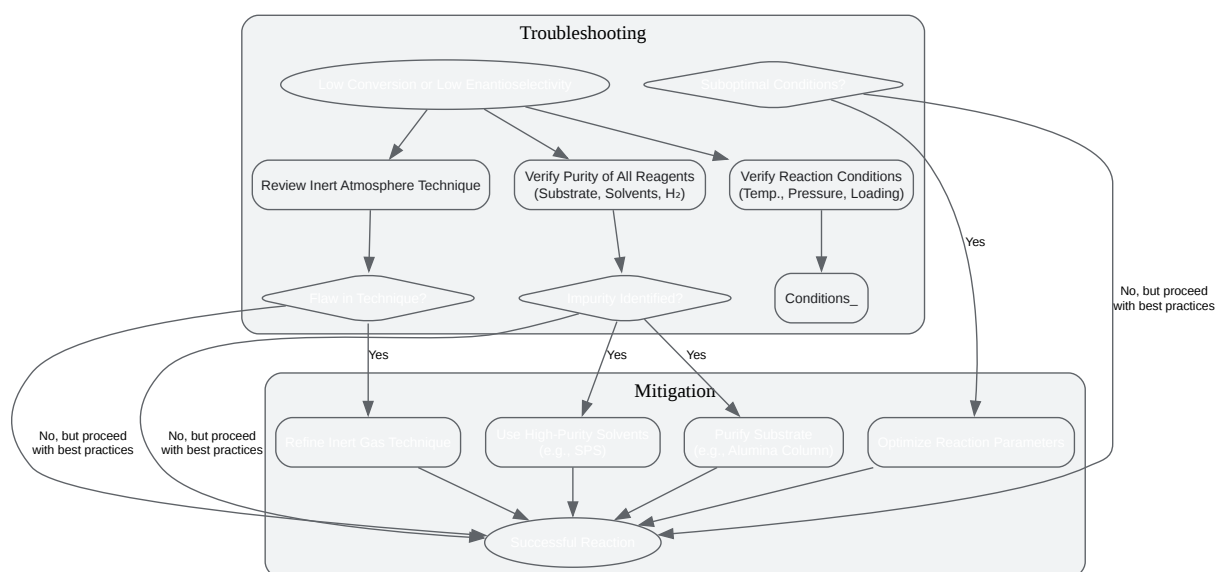 Troubleshooting
Low Conversion or Low Enantioselectivity
Suboptimal Conditions?
Review Inert Atmosphere Technique
Verify Purity of All Reagents
(Substrate, Solvents, H₂)
Verify Reaction Conditions
(Temp., Pressure, Loading)
Yes
Flaw in Technique?
Impurity Identified?
Conditions_
No, but proceed
with best practices
Yes
Yes
Yes
Mitigation
No, but proceed
with best practices
No, but proceed
with best practices
Refine Inert Gas Technique
Use High-Purity Solvents
(e.g., SPS)
Purify Substrate
(e.g., Alumina Column)
Optimize Reaction Parameters
Successful Reaction